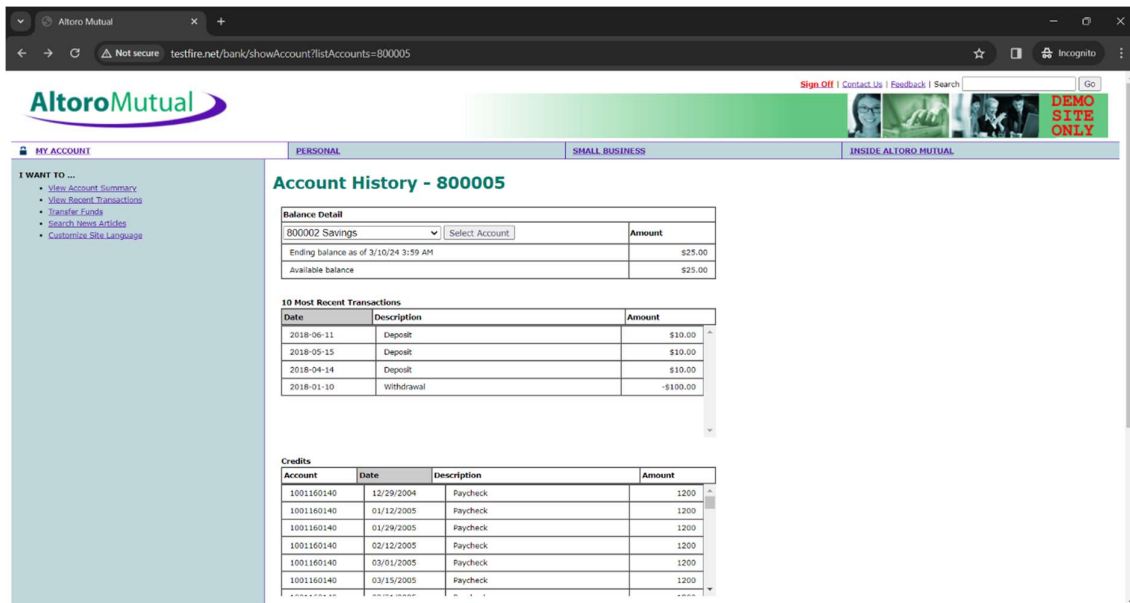 Altoro Mutual
Not secure testfire.net/bank/showAccount?listAccounts=800005 Incognito
Sign Off | Contact Us | Feedback | Search Go
AltoroMutual
DEMO
SITE
ONLY
MY ACCOUNT PERSONAL SMALL BUSINESS INSIDE ALTORO MUTUAL
I WANT TO ...
View Account Summary
View Recent Transactions
Transfer Funds
Search News Articles
Customize Site Language
Account History - 800005
Balance Detail
800002 Savings Select Account Amount
Ending balance as of 3/10/24 3:59 AM $25.00
Available balance $25.00
10 Most Recent Transactions
Date Description Amount
2018-06-11 Deposit $10.00
2018-05-15 Deposit $10.00
2018-04-14 Deposit $10.00
2018-01-10 Withdrawal -$100.00
Credits
Account Date Description Amount
1001160140 12/29/2004 Paycheck 1200
1001160140 01/12/2005 Paycheck 1200
1001160140 01/29/2005 Paycheck 1200
1001160140 02/12/2005 Paycheck 1200
1001160140 03/01/2005 Paycheck 1200
1001160140 03/15/2005 Paycheck 1200